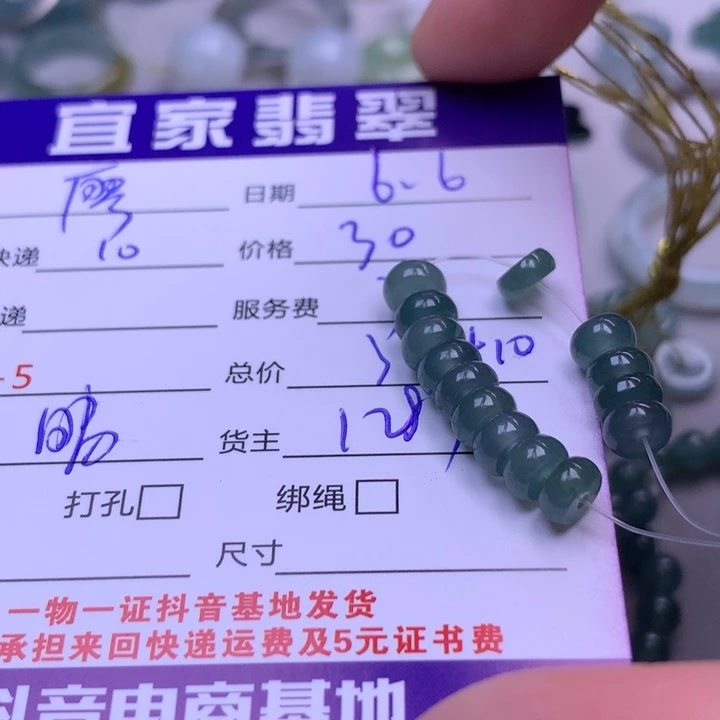 宜家翡翠
廖 日期 6.6
快递 10 价格 30
递 服务费
-5 总价 +10
货主 128
打孔 绑绳
尺寸
一物一证抖音基地发货
承担来回快递运费及5元证书费
抖音电商基地